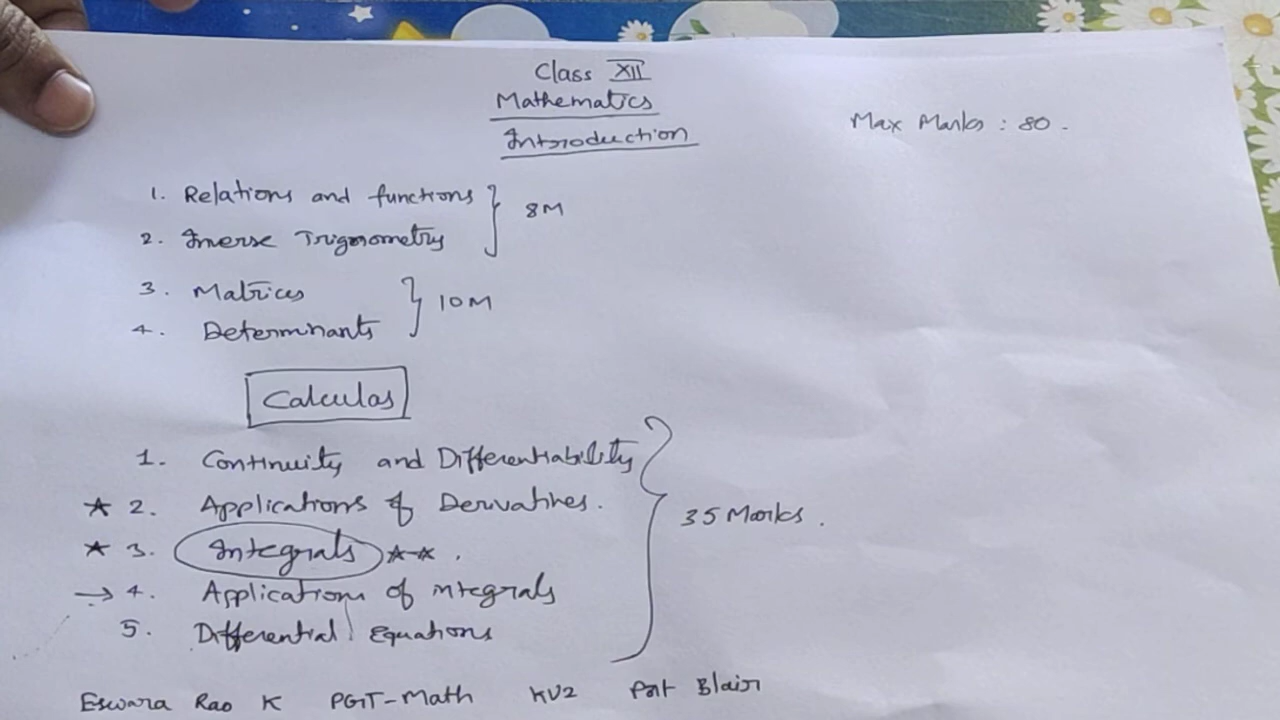 Class XII
Mathematics
Introduction
Max Marks : 80 .
1. Relations and functions
2. Inverse Trigonometry
8M
3. Matrices
4. Determinants
10M
Calculas
1. Continuity and Differentiability
★ 2. Applications of Derivatives.
★ 3. Integrals ★★ .
→ 4. Applications of integrals
5. Differential Equations
35 Marks .
Eswara Rao K PGT-Math KV2 Port Blair